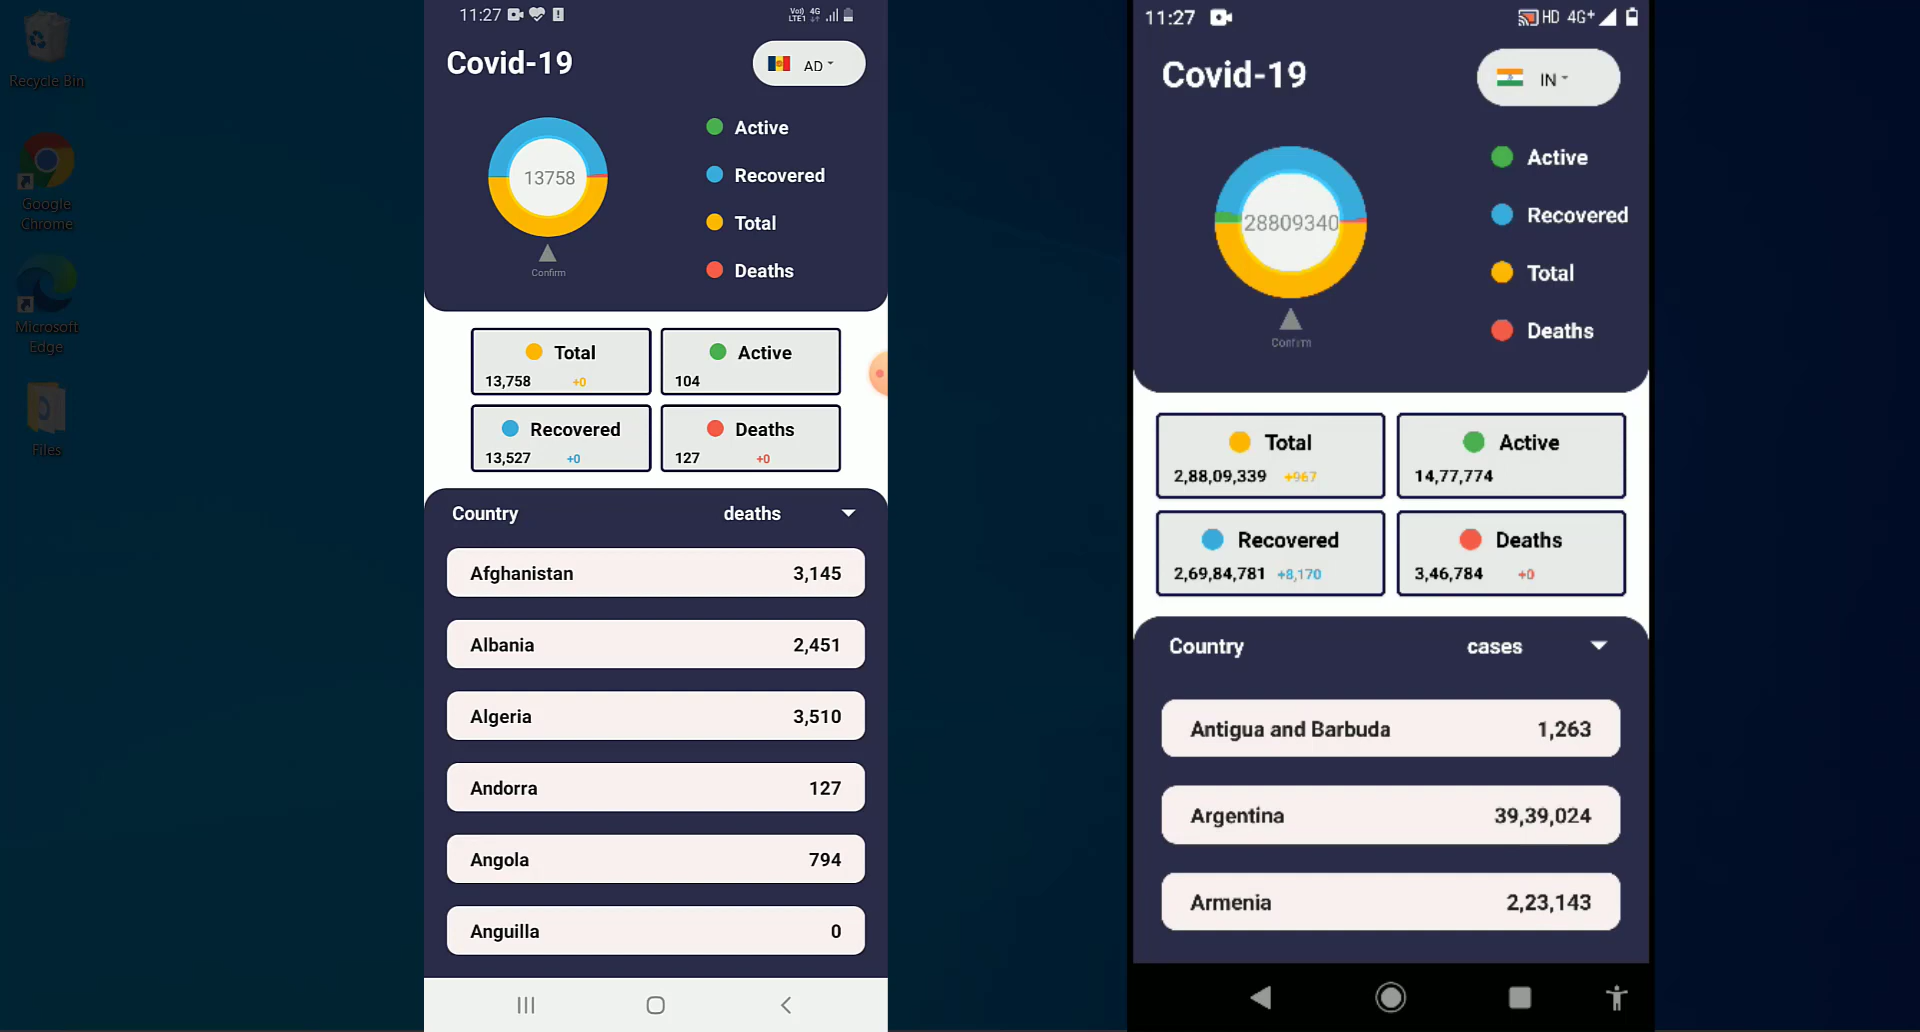 Recycle Bin
Google
Chrome
Microsoft
Edge
Files
11:27
Vo)) 4G
LTE1
Covid-19
AD
13758
Confirm
Active
Recovered
Total
Deaths
Total
13,758 +0
Active
104
Recovered
13,527 +0
Deaths
127 +0
Country deaths
Afghanistan 3,145
Albania 2,451
Algeria 3,510
Andorra 127
Angola 794
Anguilla 0
11:27
HD 4G+
Covid-19
IN
28809340
Confirm
Active
Recovered
Total
Deaths
Total
2,88,09,339 +967
Active
14,77,774
Recovered
2,69,84,781 +8,170
Deaths
3,46,784 +0
Country cases
Antigua and Barbuda 1,263
Argentina 39,39,024
Armenia 2,23,143